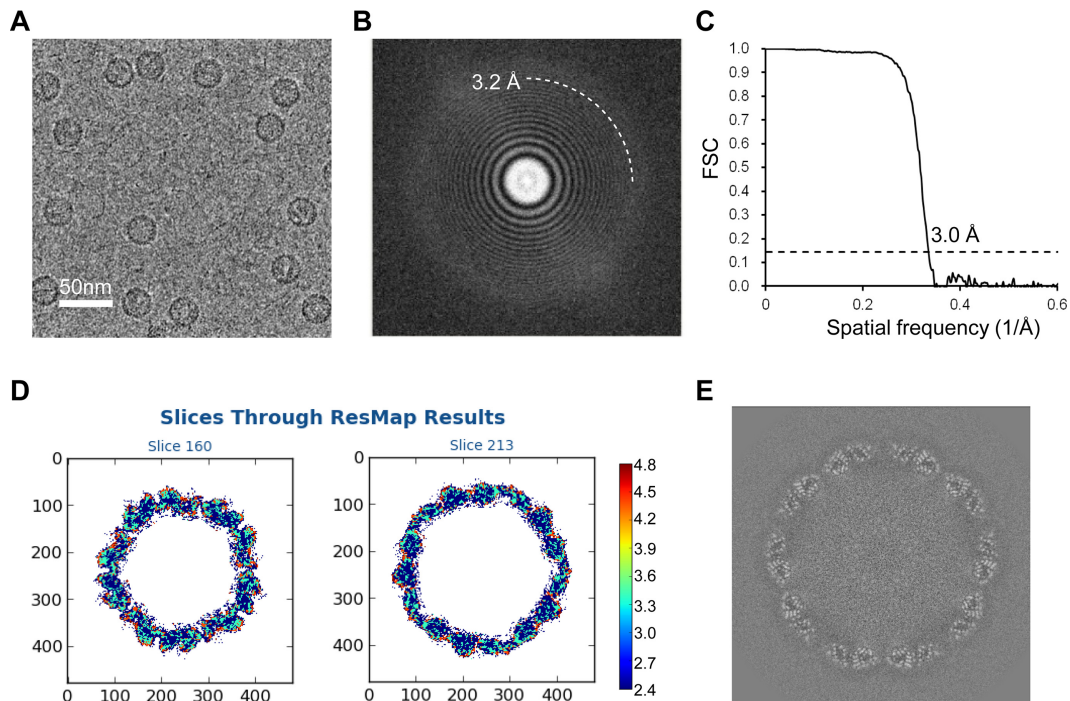 A
B
C
50nm
3.2 Å
1.0
0.9
0.8
0.7
0.6
0.5
0.4
0.3
0.2
0.1
0.0
FSC
3.0 Å
0 0.2 0.4 0.6
Spatial frequency (1/Å)
D
E
Slices Through ResMap Results
Slice 160
Slice 213
0
100
200
300
400
0 100 200 300 400
0
100
200
300
400
0 100 200 300 400
4.8
4.5
4.2
3.9
3.6
3.3
3.0
2.7
2.4